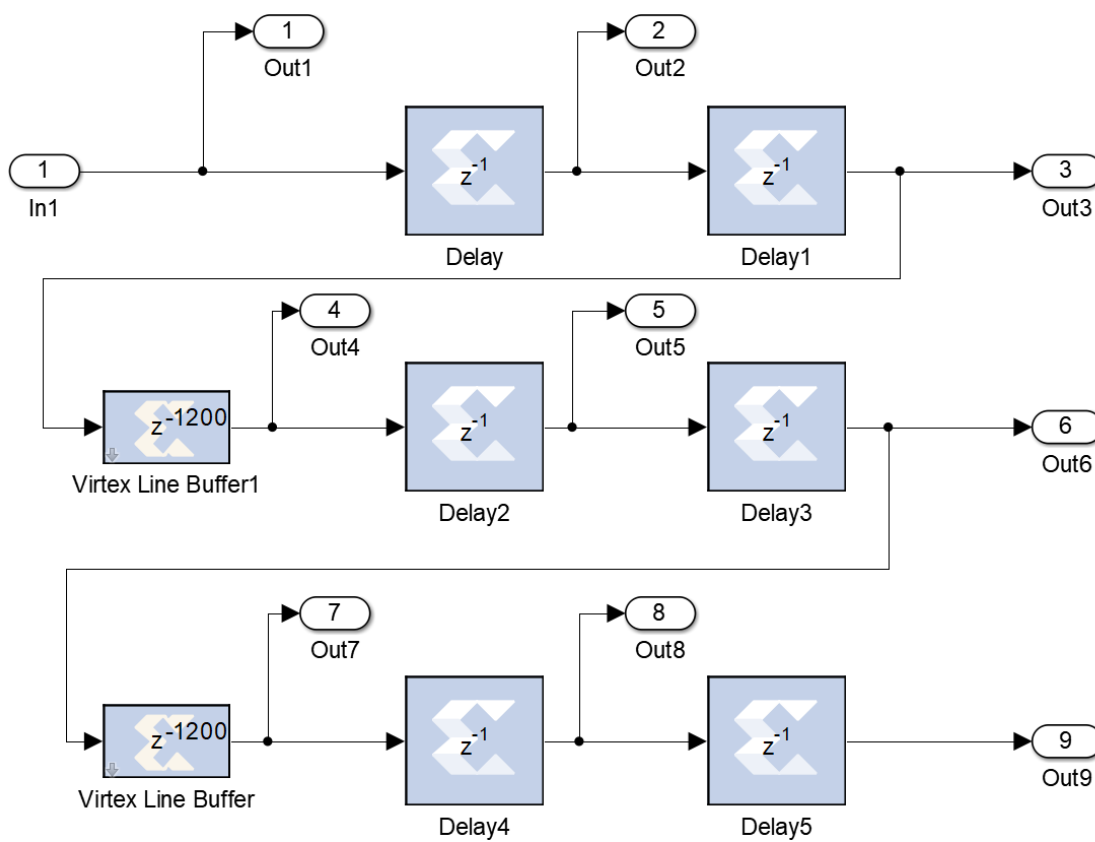 1
Out1
2
Out2
1
In1
z-1
Delay
z-1
Delay1
3
Out3
4
Out4
5
Out5
z-1200
Virtex Line Buffer1
z-1
Delay2
z-1
Delay3
6
Out6
7
Out7
8
Out8
z-1200
Virtex Line Buffer
z-1
Delay4
z-1
Delay5
9
Out9